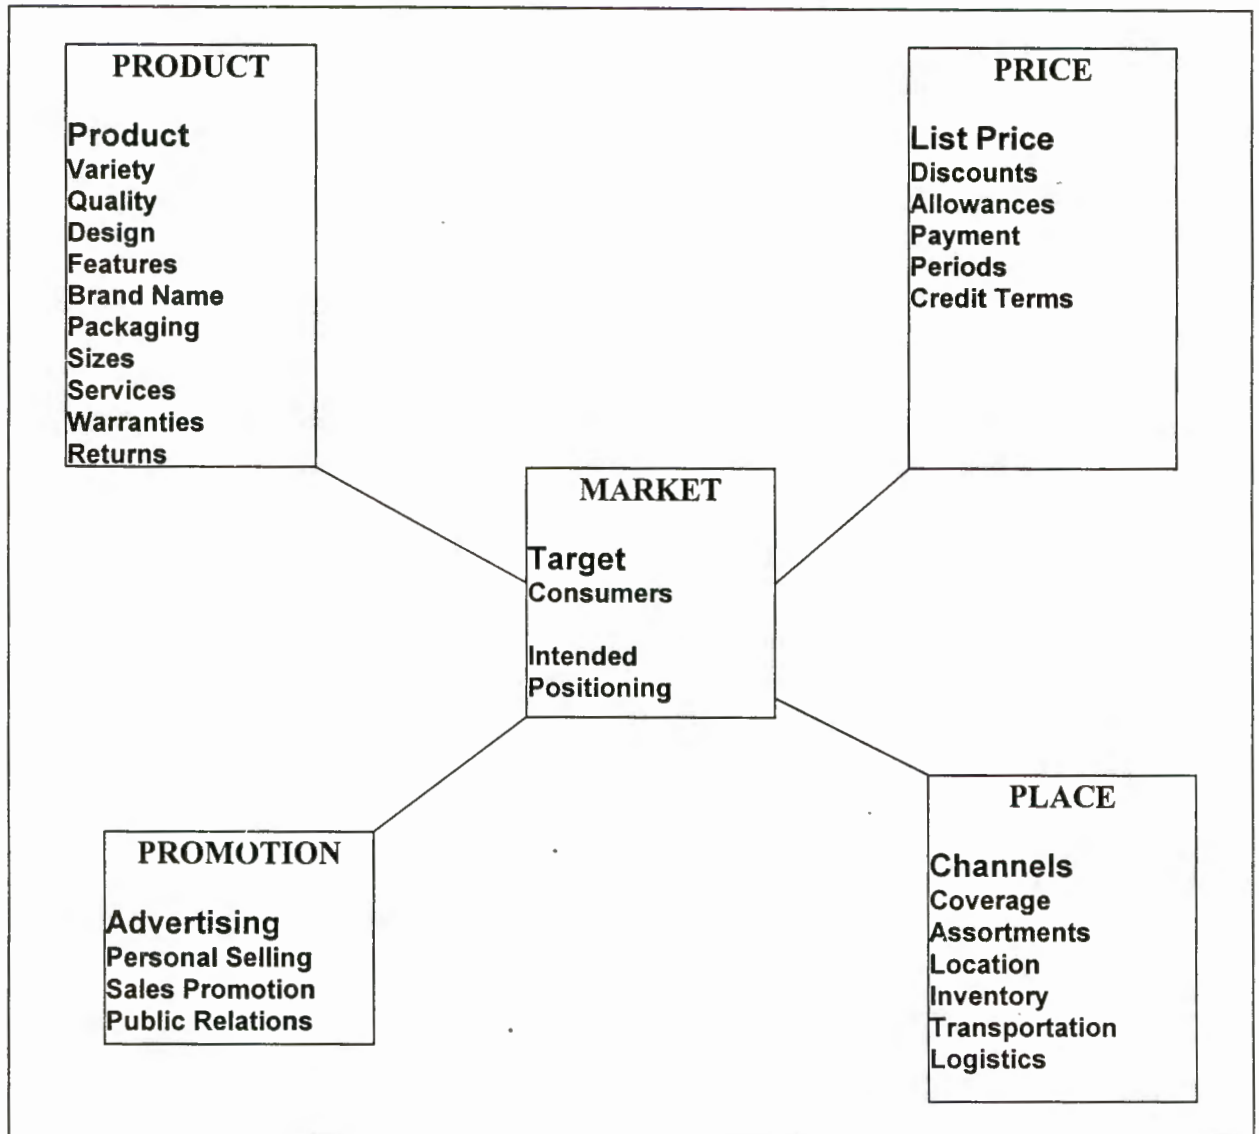 PRODUCT
Product
Variety
Quality
Design
Features
Brand Name
Packaging
Sizes
Services
Warranties
Returns
PRICE
List Price
Discounts
Allowances
Payment
Periods
Credit Terms
MARKET
Target
Consumers
Intended
Positioning
PROMOTION
Advertising
Personal Selling
Sales Promotion
Public Relations
PLACE
Channels
Coverage
Assortments
Location
Inventory
Transportation
Logistics